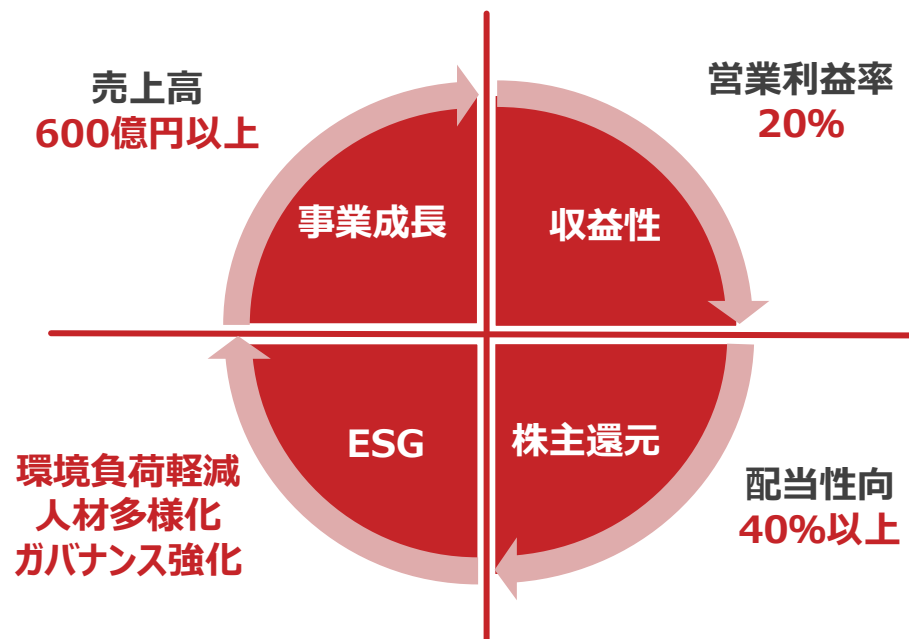 売上高
600億円以上
営業利益率
20%
事業成長
収益性
ESG
株主還元
環境負荷軽減
人材多様化
ガバナンス強化
配当性向
40%以上